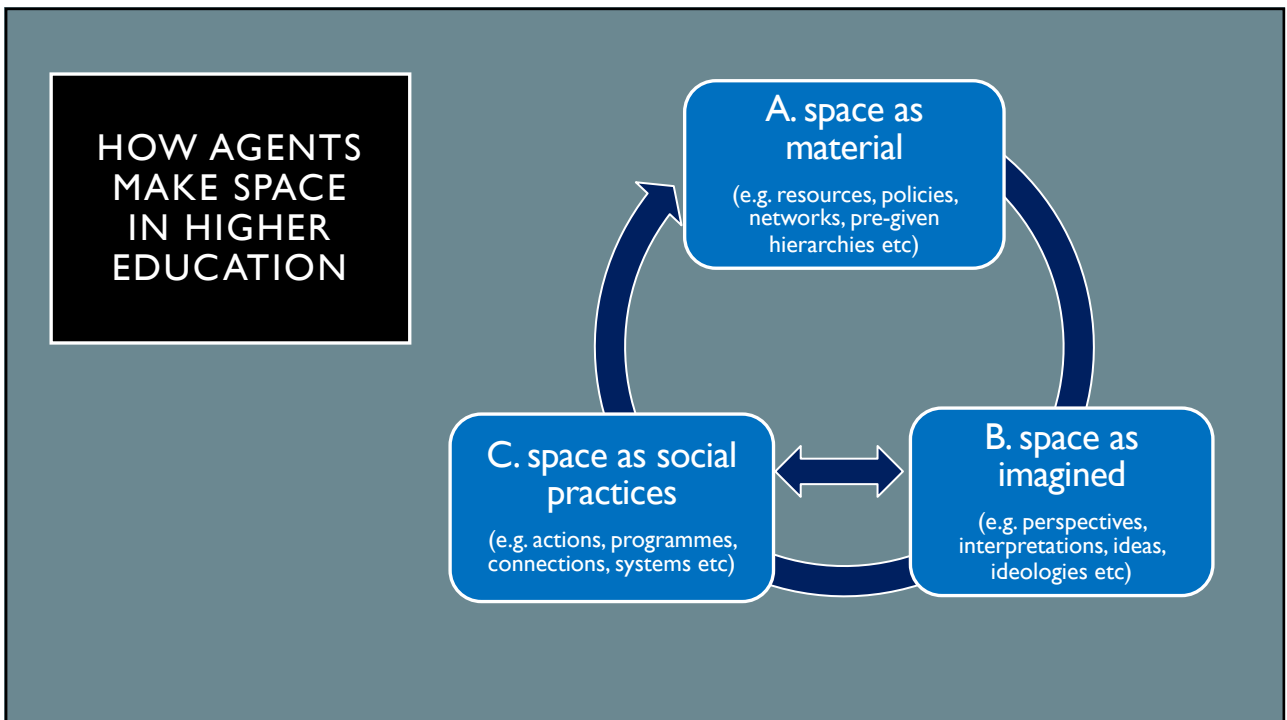 HOW AGENTS
MAKE SPACE
IN HIGHER
EDUCATION
A. space as
material
(e.g. resources, policies,
networks, pre-given
hierarchies etc)
C. space as social
practices
(e.g. actions, programmes,
connections, systems etc)
B. space as
imagined
(e.g. perspectives,
interpretations, ideas,
ideologies etc)